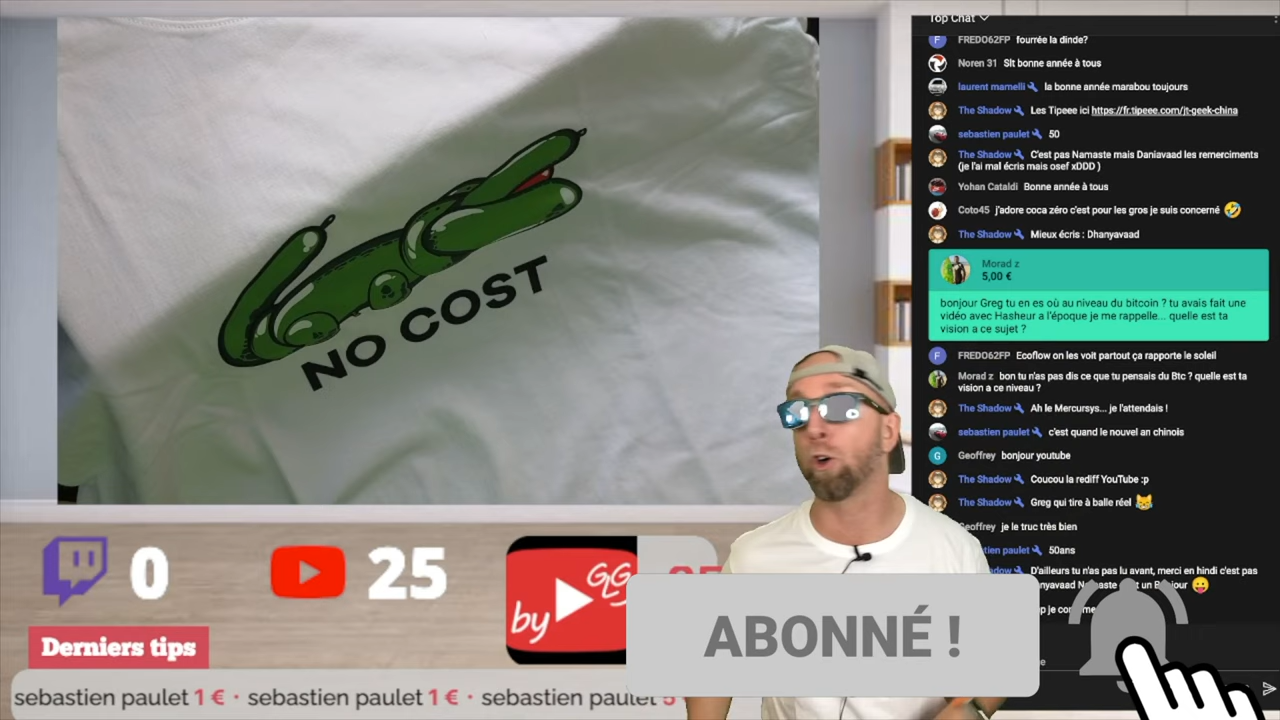 NO COST
Top Chat
FREDO62FP fourrée la dinde?
Noren 31 Slt bonne année à tous
laurent mamelli la bonne année marabou toujours
The Shadow Les Tipeee ici https://fr.tipeee.com/jt-geek-china
sebastien paulet 50
The Shadow C'est pas Namaste mais Daniavaad les remerciments
(je l'ai mal écris mais osef xDDD )
Yohan Cataldi Bonne année à tous
Coto45 j'adore coca zéro c'est pour les gros je suis concerné
The Shadow Mieux écris : Dhanyavaad
Morad z
5,00 €
bonjour Greg tu en es où au niveau du bitcoin ? tu avais fait une
vidéo avec Hasheur a l'époque je me rappelle... quelle est ta
vision a ce sujet ?
FREDO62FP Ecoflow on les voit partout ça rapporte le soleil
Morad z bon tu n'as pas dis ce que tu pensais du Btc ? quelle est ta
vision a ce niveau ?
The Shadow Ah le Mercursys... je l'attendais !
sebastien paulet c'est quand le nouvel an chinois
Geoffrey bonjour youtube
The Shadow Coucou la rediff YouTube :p
The Shadow Greg qui tire à balle réel
Geoffrey je le truc très bien
paulet 50ans
D'ailleurs tu n'as pas lu avant, merci en hindi c'est pas
0
25
by GLG
ABONNÉ !
Derniers tips
sebastien paulet 1 € · sebastien paulet 1 € · sebastien paulet 5